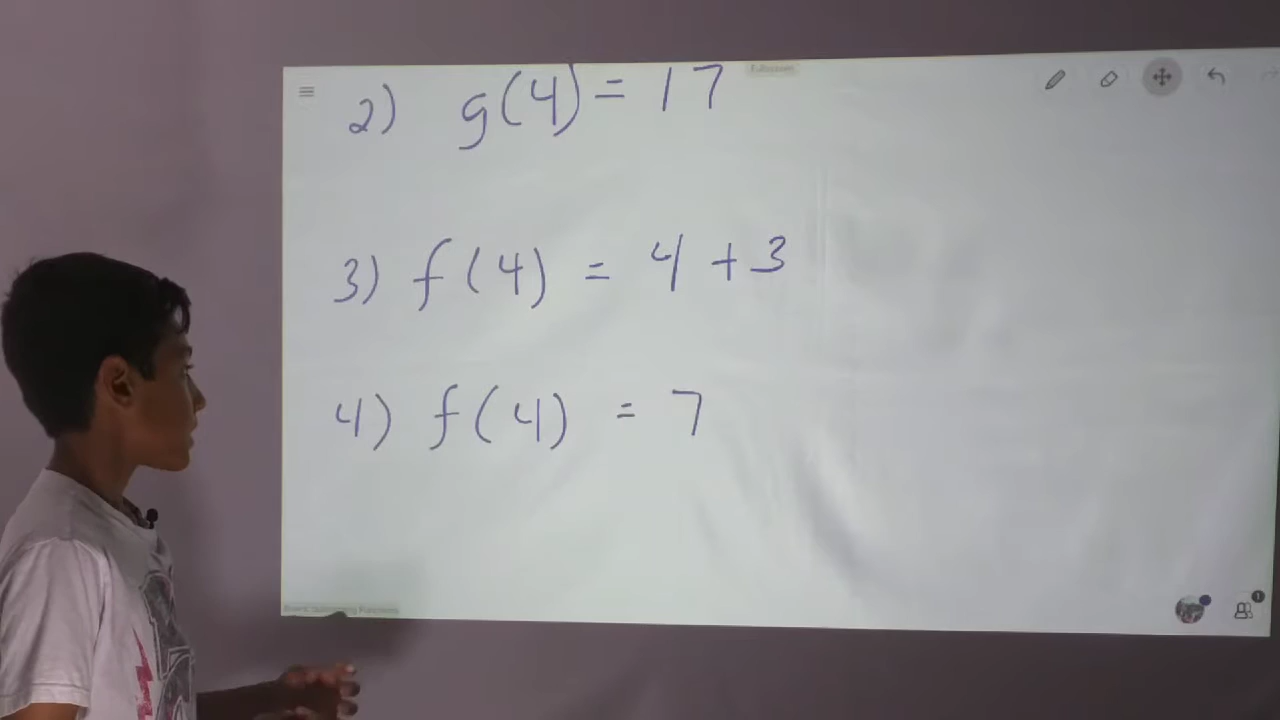 2) g(4) = 17
3) f(4) = 4 + 3
4) f(4) = 7